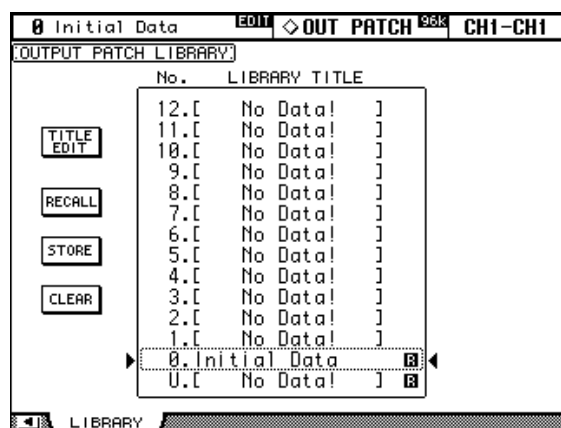 0 Initial Data EDIT ◇OUT PATCH 96k CH1-CH1
OUTPUT PATCH LIBRARY
No. LIBRARY TITLE
12.[ No Data! ]
11.[ No Data! ]
10.[ No Data! ]
9.[ No Data! ]
8.[ No Data! ]
7.[ No Data! ]
6.[ No Data! ]
5.[ No Data! ]
4.[ No Data! ]
3.[ No Data! ]
2.[ No Data! ]
1.[ No Data! ]
0.Initial Data R
U.[ No Data! ] R
TITLE
EDIT
RECALL
STORE
CLEAR
LIBRARY